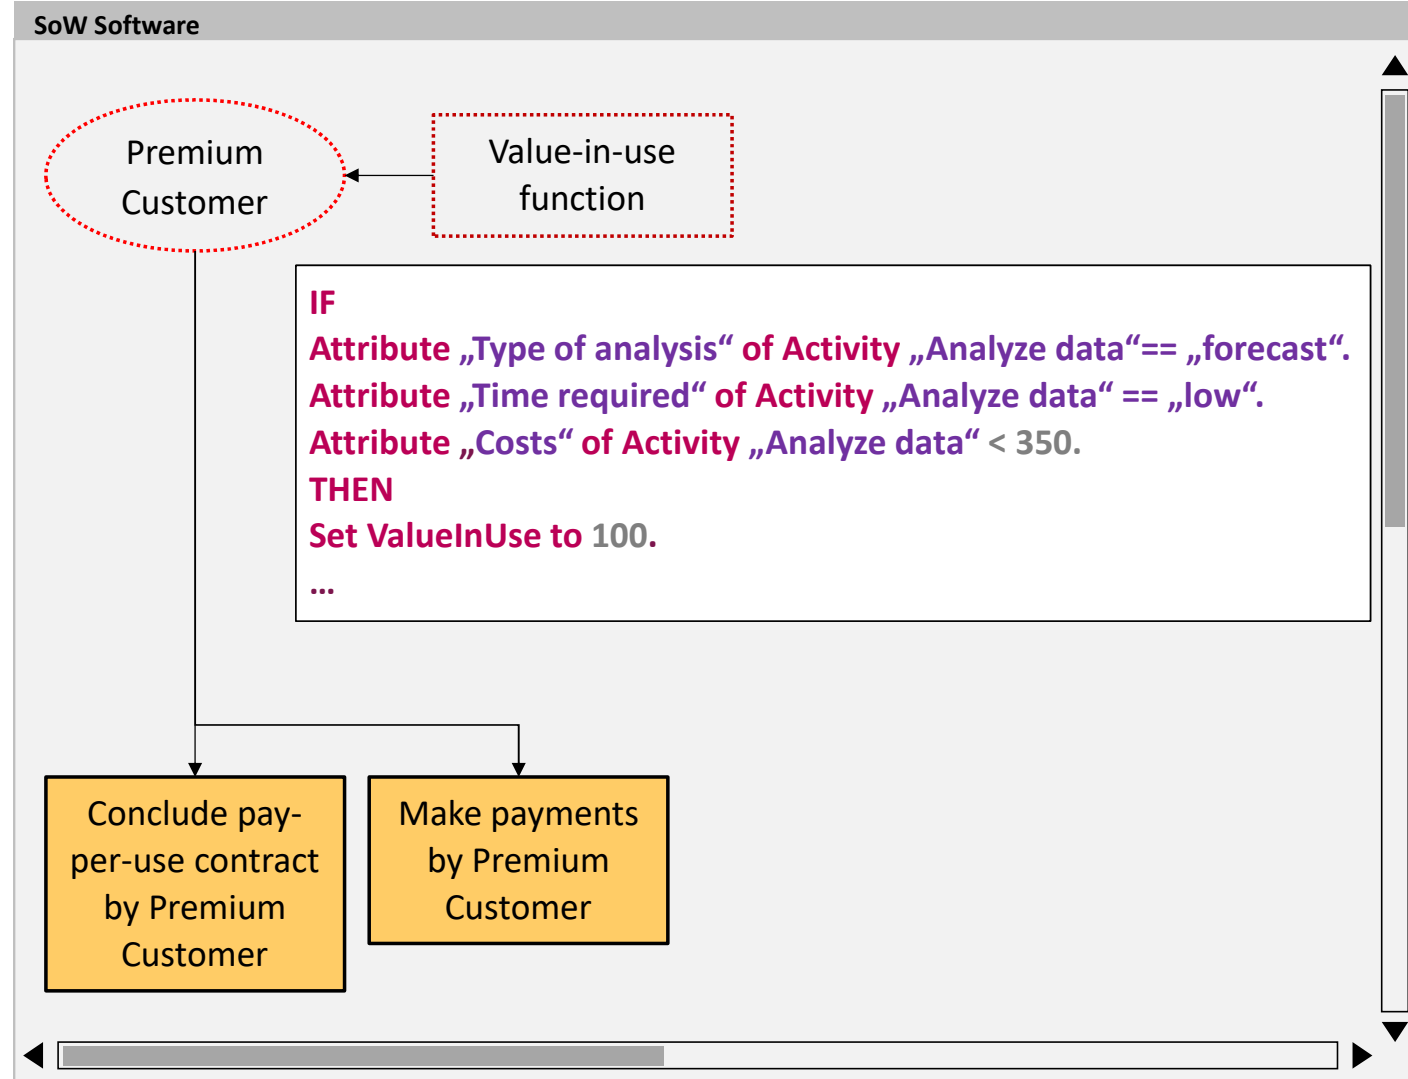 SoW Software
Premium
Customer
Value-in-use
function
IF
Attribute „Type of analysis“ of Activity „Analyze data“== „forecast“.
Attribute „Time required“ of Activity „Analyze data“ == „low“.
Attribute „Costs“ of Activity „Analyze data“ < 350.
THEN
Set ValueInUse to 100.
...
Conclude pay-
per-use contract
by Premium
Customer
Make payments
by Premium
Customer